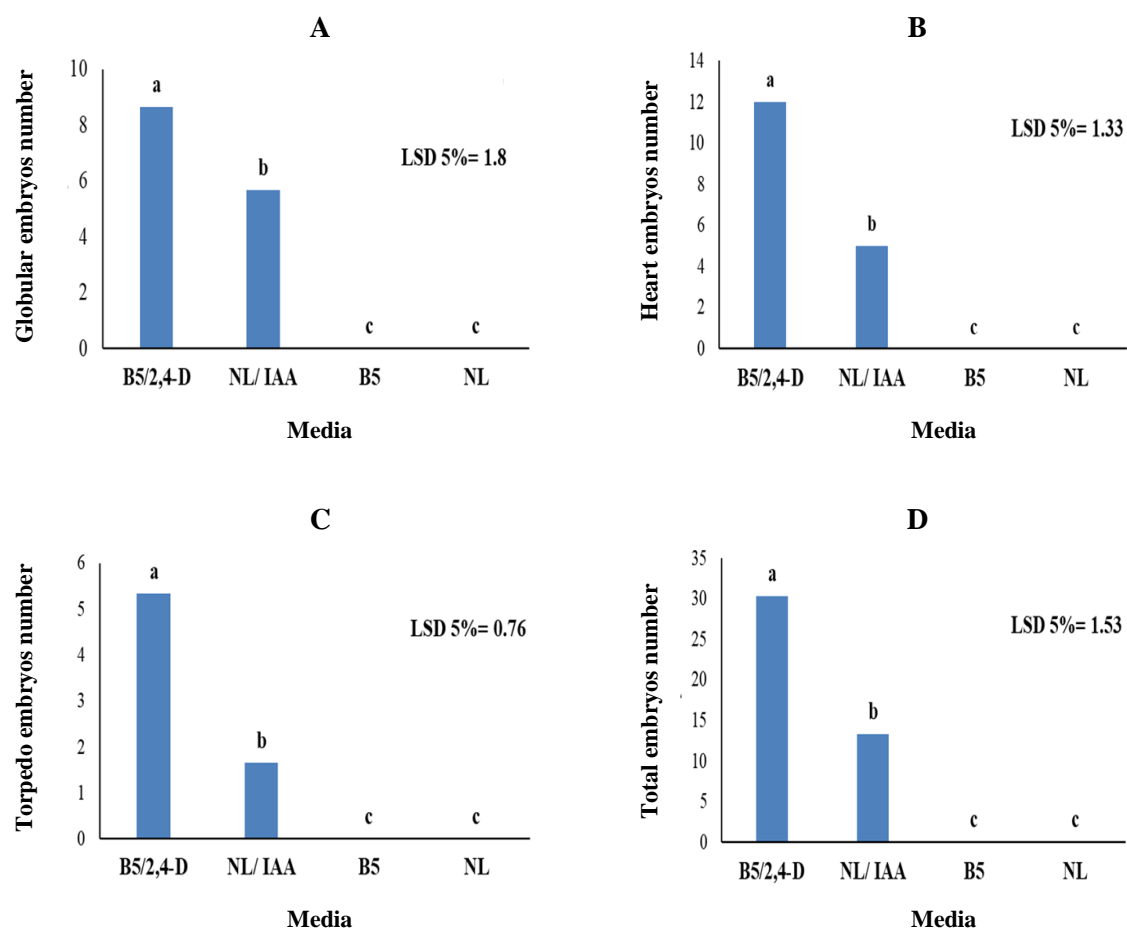 A
Globular embryos number
10
8
6
4
2
0
a
b
c
c
LSD 5%= 1.8
B5/2,4-D NL/ IAA B5 NL
Media
B
Heart embryos number
14
12
10
8
6
4
2
0
a
b
c
c
LSD 5%= 1.33
B5/2,4-D NL/ IAA B5 NL
Media
C
Torpedo embryos number
6
5
4
3
2
1
0
a
b
c
c
LSD 5%= 0.76
B5/2,4-D NL/ IAA B5 NL
Media
D
Total embryos number
35
30
25
20
15
10
5
0
a
b
c
c
LSD 5%= 1.53
B5/2,4-D NL/ IAA B5 NL
Media